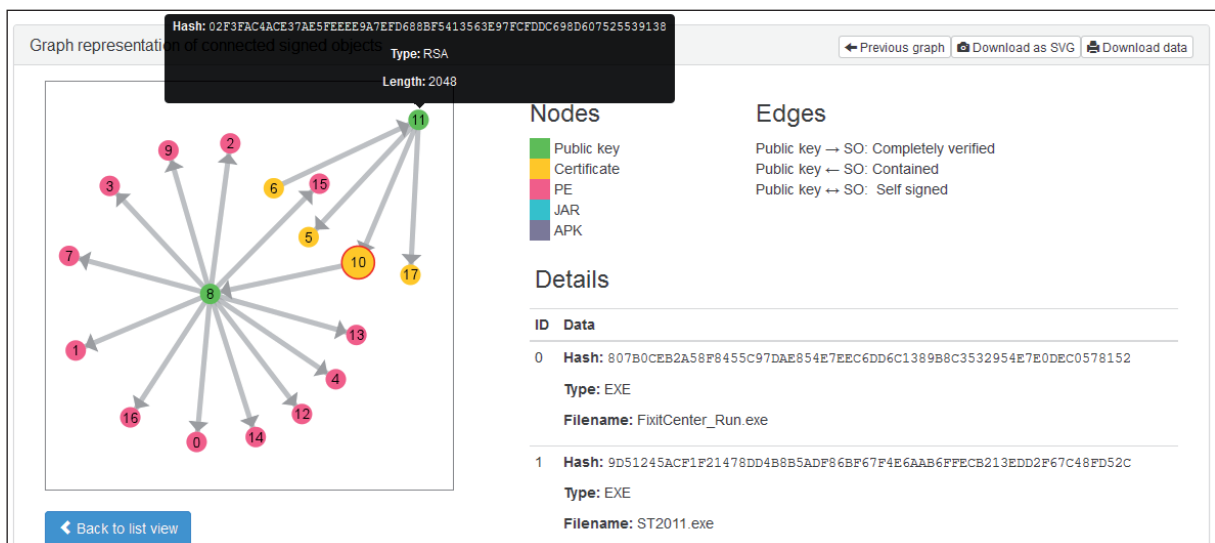 Hash: 02F3FAC4ACE37AE5FEEEE9A7EFD688BF5413563E97FCFDDC698D607525539138
Type: RSA
Length: 2048
Graph representation of connected signed objects
Previous graph
Download as SVG
Download data
11
2
9
3
6
15
7
5
10
17
8
1
13
4
16
12
0
14
Nodes
Public key
Certificate
PE
JAR
APK
Edges
Public key → SO: Completely verified
Public key ← SO: Contained
Public key ↔ SO: Self signed
Details
ID Data
0 Hash: 807B0CEB2A58F8455C97DAE854E7EEC6DD6C1389B8C3532954E7E0DEC0578152
Type: EXE
Filename: FixitCenter_Run.exe
1 Hash: 9D51245ACF1F21478DD4B8B5ADF86BF67F4E6AAB6FFECB213EDD2F67C48FD52C
Type: EXE
Filename: ST2011.exe
Back to list view